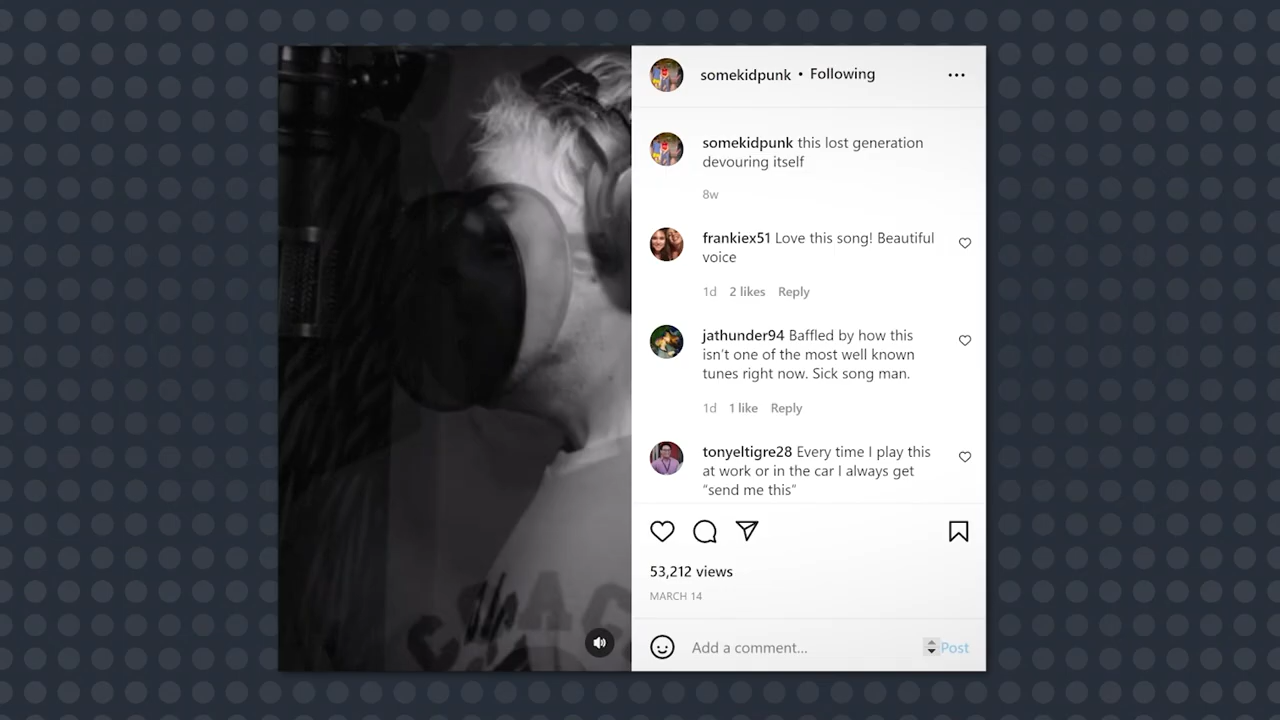 somekidpunk • Following
somekidpunk this lost generation
devouring itself
8w
frankiex51 Love this song! Beautiful
voice
1d 2 likes Reply
jathunder94 Baffled by how this
isn’t one of the most well known
tunes right now. Sick song man.
1d 1 like Reply
tonyeltigre28 Every time I play this
at work or in the car I always get
“send me this”
53,212 views
MARCH 14
Add a comment...
Post